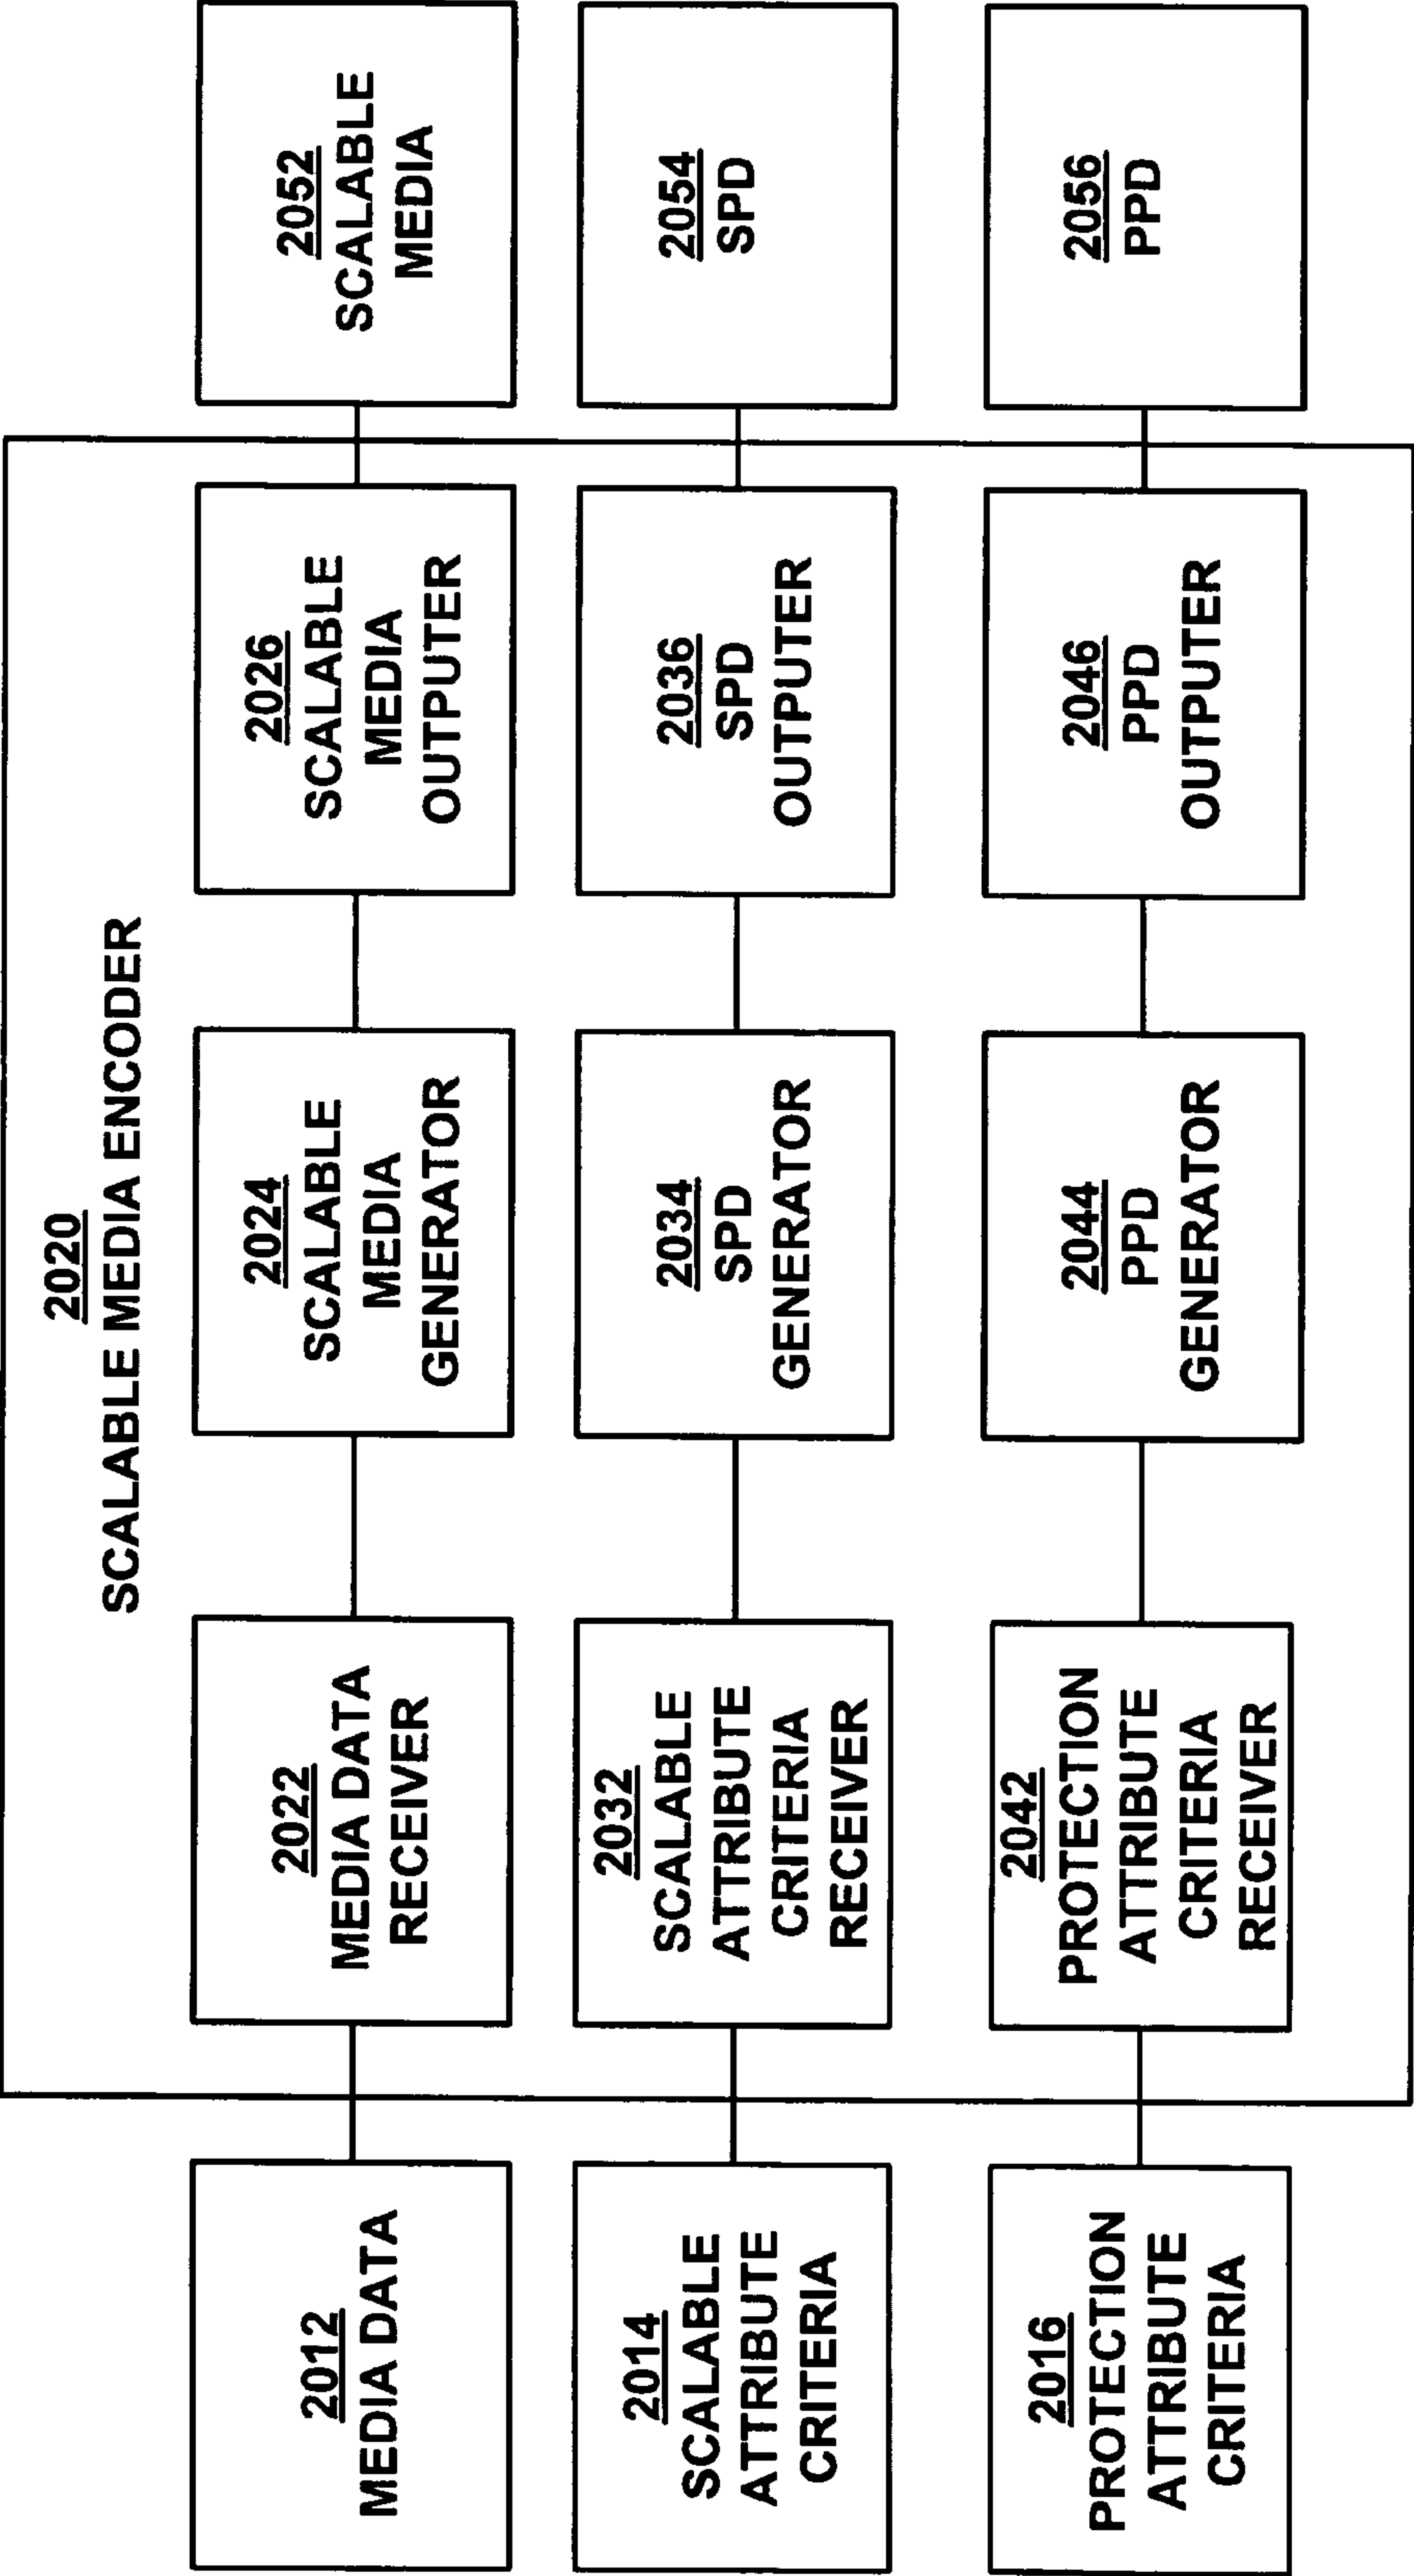 2020
SCALABLE MEDIA ENCODER
2012
MEDIA DATA
2022
MEDIA DATA
RECEIVER
2024
SCALABLE
MEDIA
GENERATOR
2026
SCALABLE
MEDIA
OUTPUTER
2052
SCALABLE
MEDIA
2014
SCALABLE
ATTRIBUTE
CRITERIA
2032
SCALABLE
ATTRIBUTE
CRITERIA
RECEIVER
2034
SPD
GENERATOR
2036
SPD
OUTPUTER
2054
SPD
2016
PROTECTION
ATTRIBUTE
CRITERIA
2042
PROTECTION
ATTRIBUTE
CRITERIA
RECEIVER
2044
PPD
GENERATOR
2046
PPD
OUTPUTER
2056
PPD